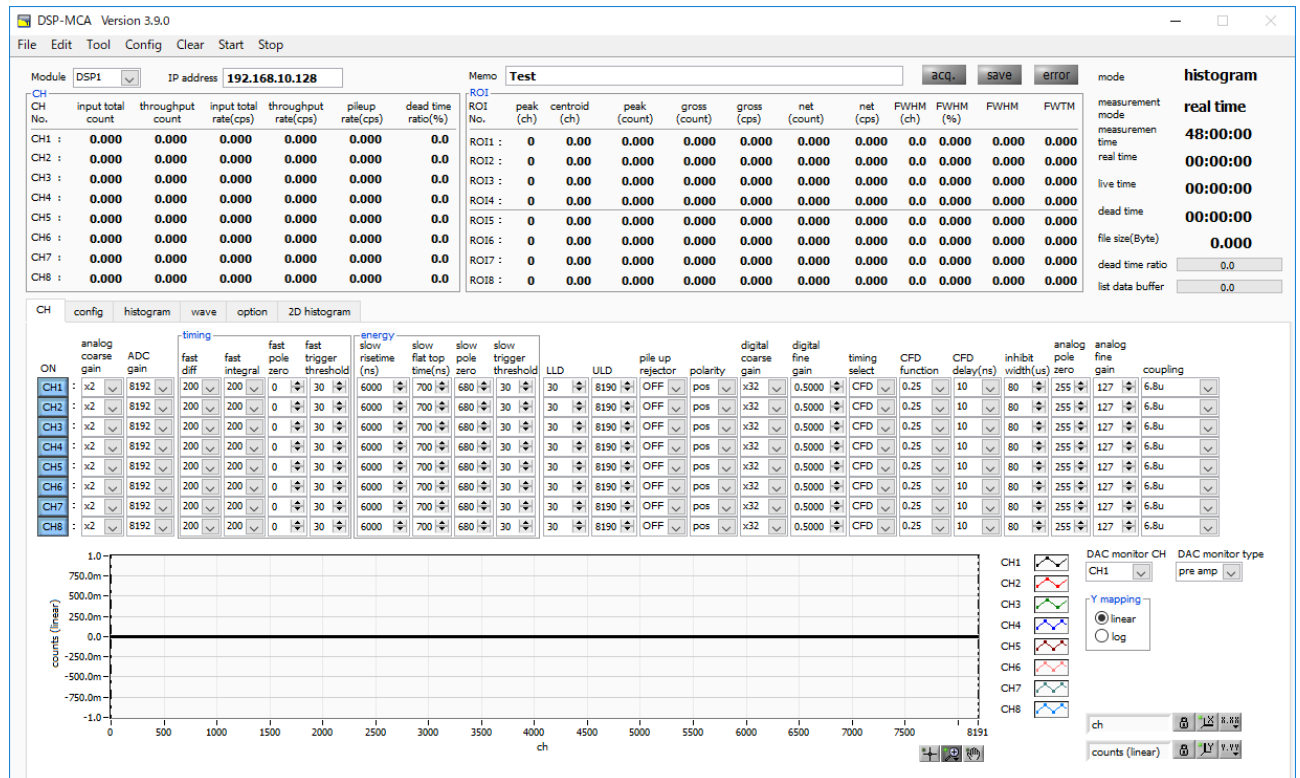 DSP-MCA Version 3.9.0
File Edit Tool Config Clear Start Stop
Module DSP1 IP address 192.168.10.128 Memo Test acq. save error mode histogram
CH
CH No. input total count throughput count input total rate(cps) throughput rate(cps) pileup rate(cps) dead time ratio(%)
CH1 : 0.000 0.000 0.000 0.000 0.000 0.0
CH2 : 0.000 0.000 0.000 0.000 0.000 0.0
CH3 : 0.000 0.000 0.000 0.000 0.000 0.0
CH4 : 0.000 0.000 0.000 0.000 0.000 0.0
CH5 : 0.000 0.000 0.000 0.000 0.000 0.0
CH6 : 0.000 0.000 0.000 0.000 0.000 0.0
CH7 : 0.000 0.000 0.000 0.000 0.000 0.0
CH8 : 0.000 0.000 0.000 0.000 0.000 0.0
ROI
ROI No. peak (ch) centroid (ch) peak (count) gross (count) gross (cps) net (count) net (cps) FWHM (ch) FWHM (%) FWHM FWTM
ROI1 : 0 0.00 0.000 0.000 0.000 0.000 0.000 0.0 0.000 0.000 0.000
ROI2 : 0 0.00 0.000 0.000 0.000 0.000 0.000 0.0 0.000 0.000 0.000
ROI3 : 0 0.00 0.000 0.000 0.000 0.000 0.000 0.0 0.000 0.000 0.000
ROI4 : 0 0.00 0.000 0.000 0.000 0.000 0.000 0.0 0.000 0.000 0.000
ROI5 : 0 0.00 0.000 0.000 0.000 0.000 0.000 0.0 0.000 0.000 0.000
ROI6 : 0 0.00 0.000 0.000 0.000 0.000 0.000 0.0 0.000 0.000 0.000
ROI7 : 0 0.00 0.000 0.000 0.000 0.000 0.000 0.0 0.000 0.000 0.000
ROI8 : 0 0.00 0.000 0.000 0.000 0.000 0.000 0.0 0.000 0.000 0.000
measurement mode real time
measuremen time 48:00:00
real time 00:00:00
live time 00:00:00
dead time 00:00:00
file size(Byte) 0.000
dead time ratio 0.0
list data buffer 0.0
CH config histogram wave option 2D histogram
timing energy
ON analog coarse gain ADC gain fast diff fast integral fast pole zero fast trigger threshold slow risetime (ns) slow flat top time(ns) slow pole zero slow trigger threshold LLD ULD pile up rejector polarity digital coarse gain digital fine gain timing select CFD function CFD delay(ns) inhibit width(us) analog pole zero analog fine gain coupling
CH1 : x2 8192 200 200 0 30 6000 700 680 30 30 8190 OFF pos x32 0.5000 CFD 0.25 10 80 255 127 6.8u
CH2 : x2 8192 200 200 0 30 6000 700 680 30 30 8190 OFF pos x32 0.5000 CFD 0.25 10 80 255 127 6.8u
CH3 : x2 8192 200 200 0 30 6000 700 680 30 30 8190 OFF pos x32 0.5000 CFD 0.25 10 80 255 127 6.8u
CH4 : x2 8192 200 200 0 30 6000 700 680 30 30 8190 OFF pos x32 0.5000 CFD 0.25 10 80 255 127 6.8u
CH5 : x2 8192 200 200 0 30 6000 700 680 30 30 8190 OFF pos x32 0.5000 CFD 0.25 10 80 255 127 6.8u
CH6 : x2 8192 200 200 0 30 6000 700 680 30 30 8190 OFF pos x32 0.5000 CFD 0.25 10 80 255 127 6.8u
CH7 : x2 8192 200 200 0 30 6000 700 680 30 30 8190 OFF pos x32 0.5000 CFD 0.25 10 80 255 127 6.8u
CH8 : x2 8192 200 200 0 30 6000 700 680 30 30 8190 OFF pos x32 0.5000 CFD 0.25 10 80 255 127 6.8u
counts (linear)
1.0
750.0m
500.0m
250.0m
0.0
-250.0m
-500.0m
-750.0m
-1.0
0 500 1000 1500 2000 2500 3000 3500 4000 4500 5000 5500 6000 6500 7000 7500 8191
ch
CH1
CH2
CH3
CH4
CH5
CH6
CH7
CH8
DAC monitor CH DAC monitor type
CH1 pre amp
Y mapping
linear
log
ch X X.XX
counts (linear) Y Y.YY